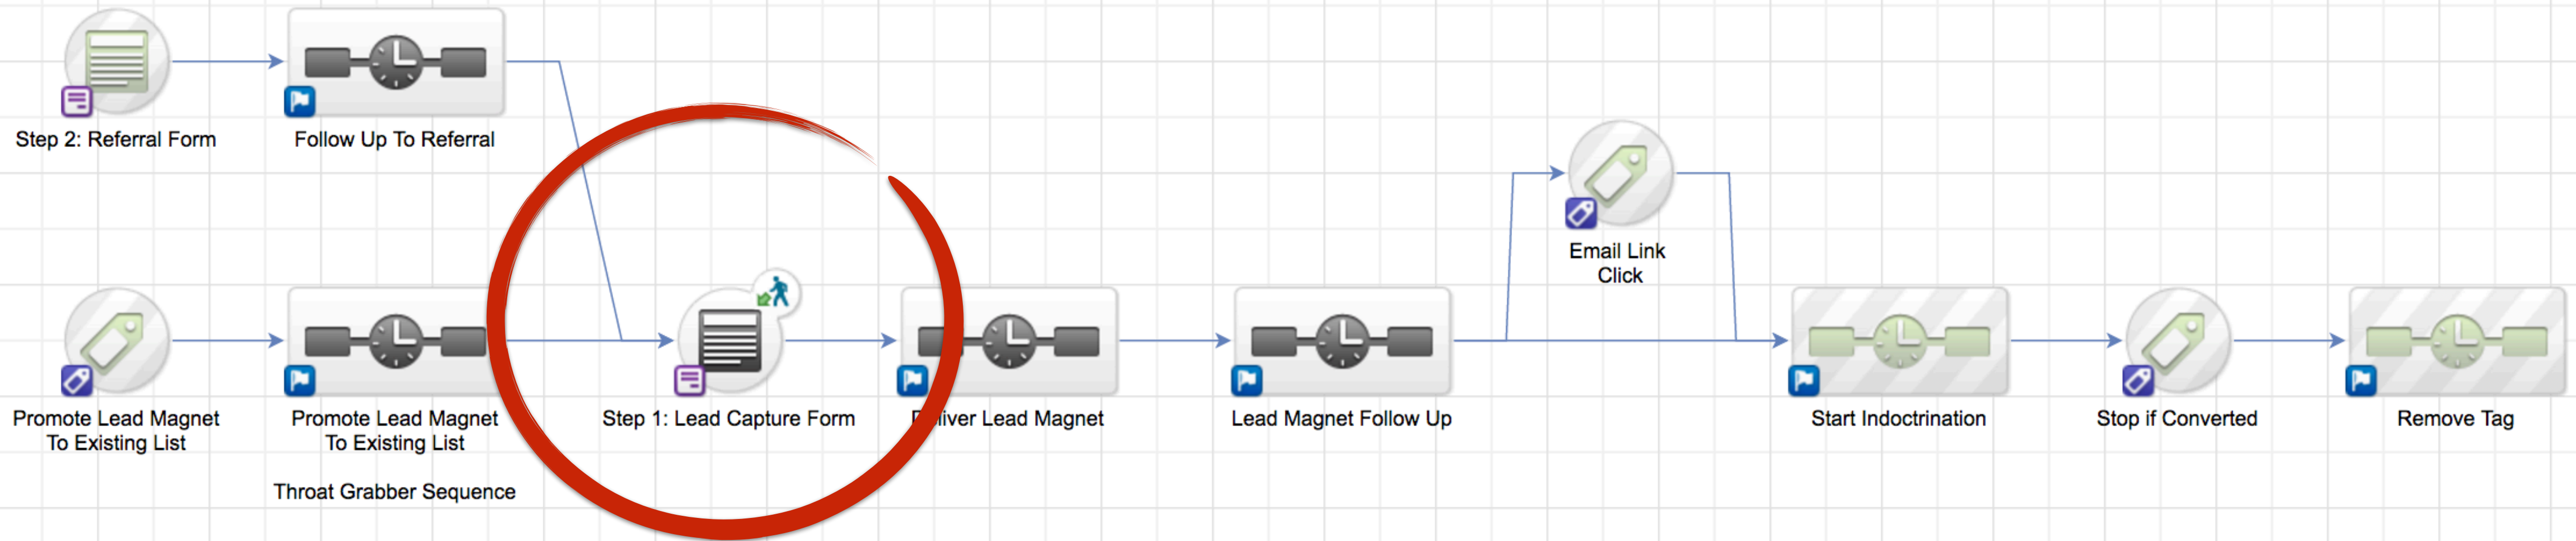 Step 2: Referral Form
Follow Up To Referral
Email Link
Click
Promote Lead Magnet
To Existing List
Promote Lead Magnet
To Existing List
Throat Grabber Sequence
Step 1: Lead Capture Form
Deliver Lead Magnet
Lead Magnet Follow Up
Start Indoctrination
Stop if Converted
Remove Tag